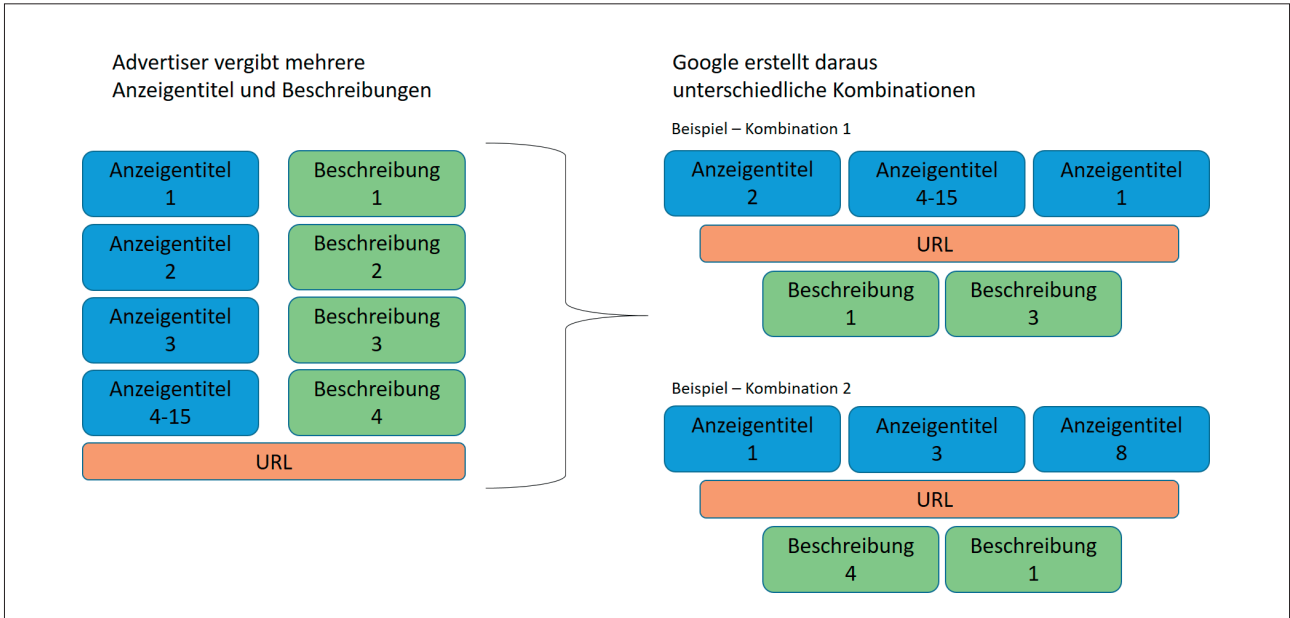 Advertiser vergibt mehrere
Anzeigentitel und Beschreibungen
Anzeigentitel
1
Beschreibung
1
Anzeigentitel
2
Beschreibung
2
Anzeigentitel
3
Beschreibung
3
Anzeigentitel
4-15
Beschreibung
4
URL
Google erstellt daraus
unterschiedliche Kombinationen
Beispiel – Kombination 1
Anzeigentitel
2
Anzeigentitel
4-15
Anzeigentitel
1
URL
Beschreibung
1
Beschreibung
3
Beispiel – Kombination 2
Anzeigentitel
1
Anzeigentitel
3
Anzeigentitel
8
URL
Beschreibung
4
Beschreibung
1